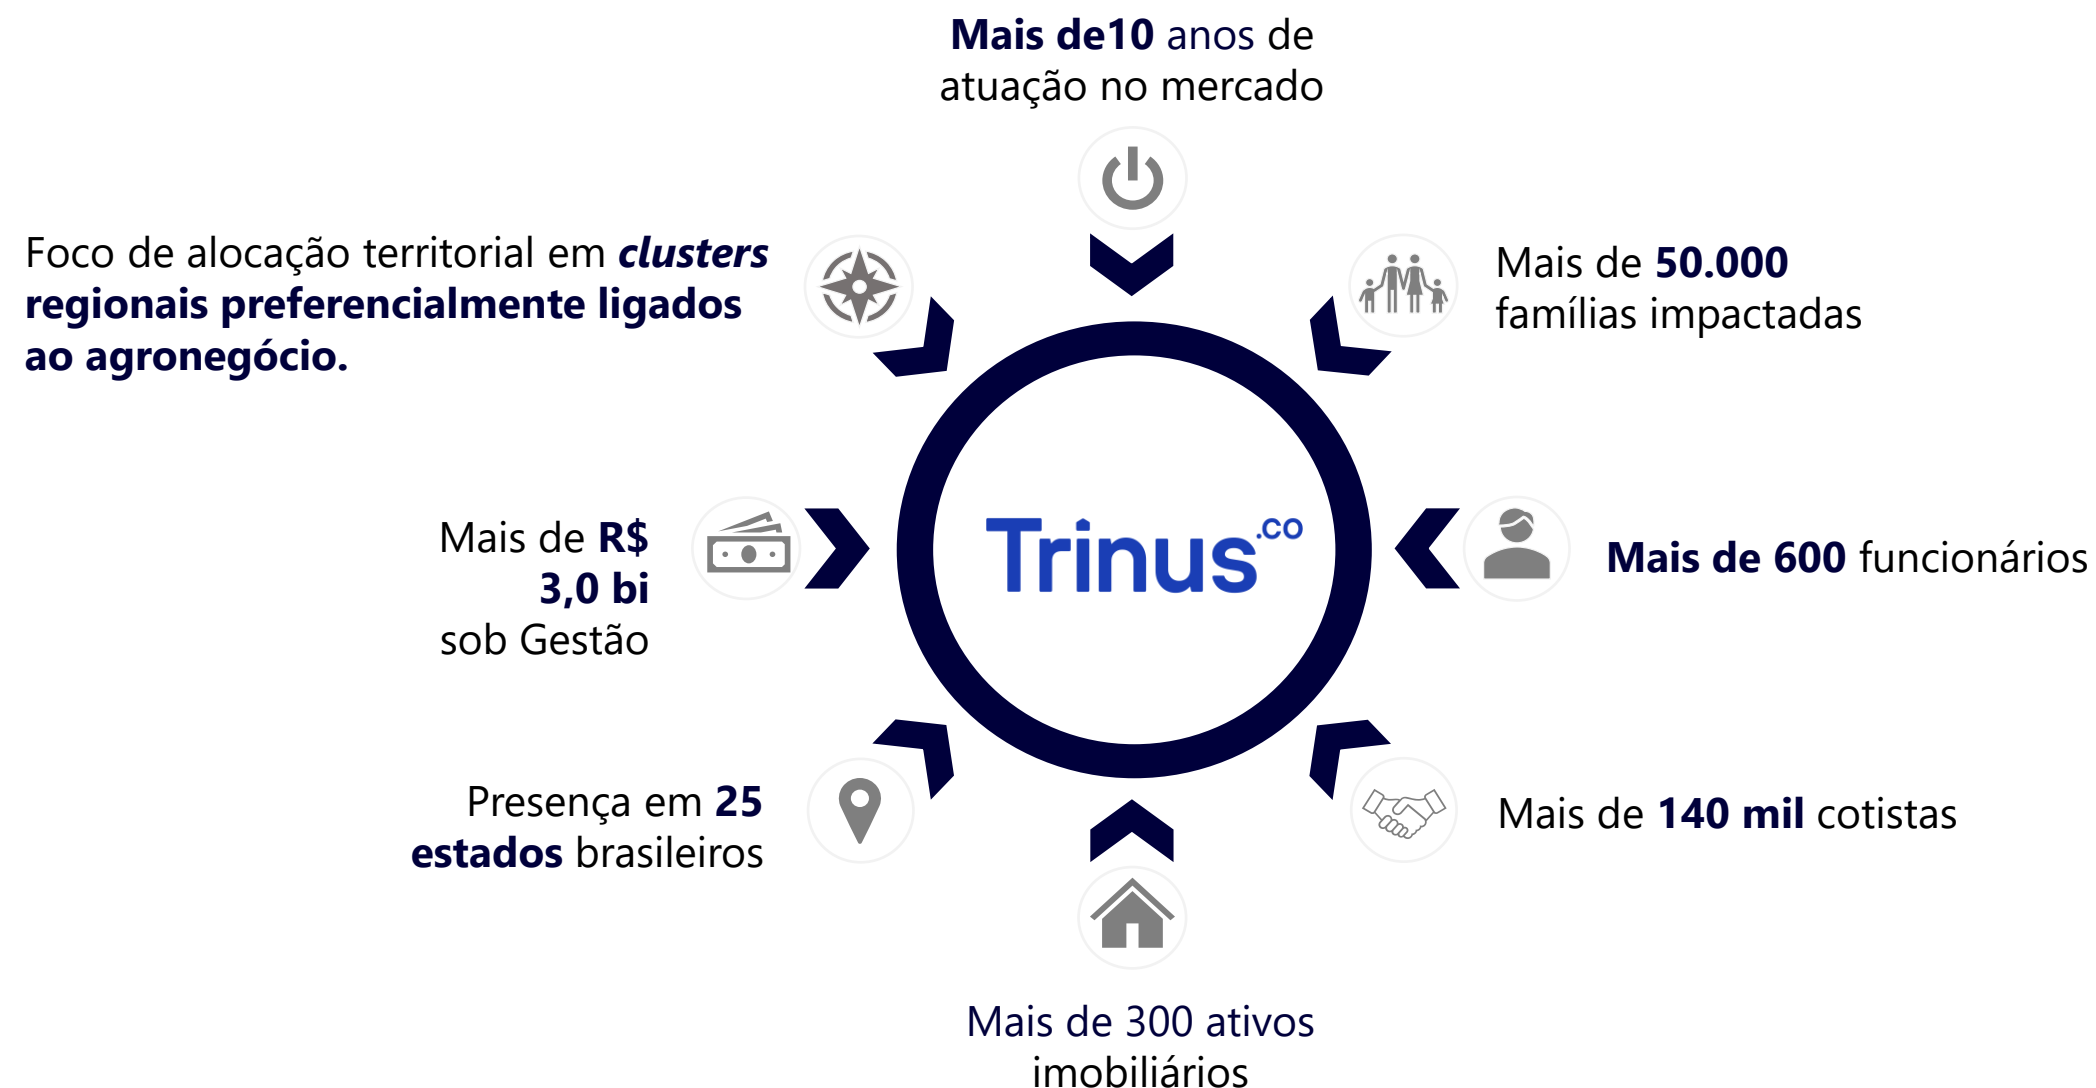 Mais de10 anos de
atuação no mercado
Foco de alocação territorial em clusters
regionais preferencialmente ligados
ao agronegócio.
Mais de 50.000
famílias impactadas
Mais de R$
3,0 bi
sob Gestão
Trinus.co
Mais de 600 funcionários
Presença em 25
estados brasileiros
Mais de 140 mil cotistas
Mais de 300 ativos
imobiliários